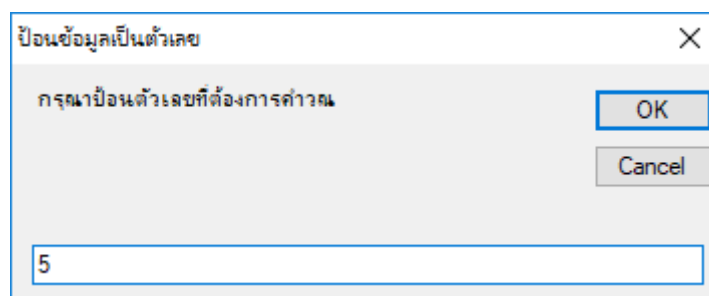 ป้อนข้อมูลเป็นตัวเลข
กรุณาป้อนตัวเลขที่ต้องการคำวณ
OK
Cancel
5